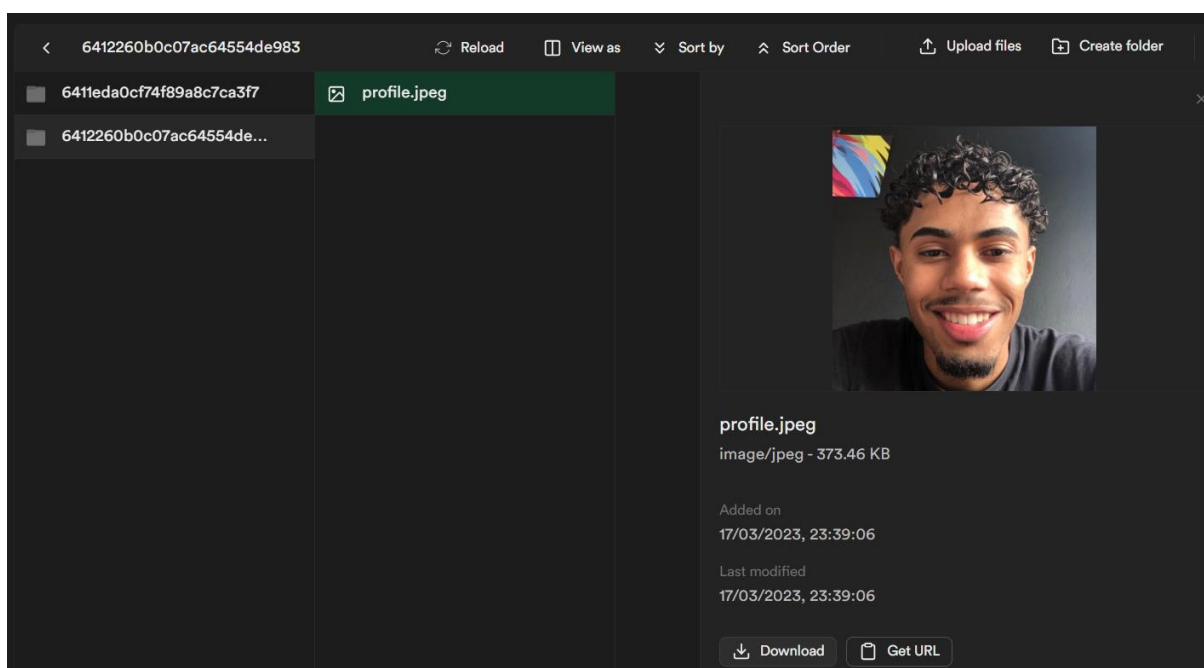 6412260b0c07ac64554de983 Reload View as Sort by Sort Order Upload files Create folder
6411eda0cf74f89a8c7ca3f7
profile.jpeg
6412260b0c07ac64554de...
profile.jpeg
image/jpeg - 373.46 KB
Added on
17/03/2023, 23:39:06
Last modified
17/03/2023, 23:39:06
Download Get URL